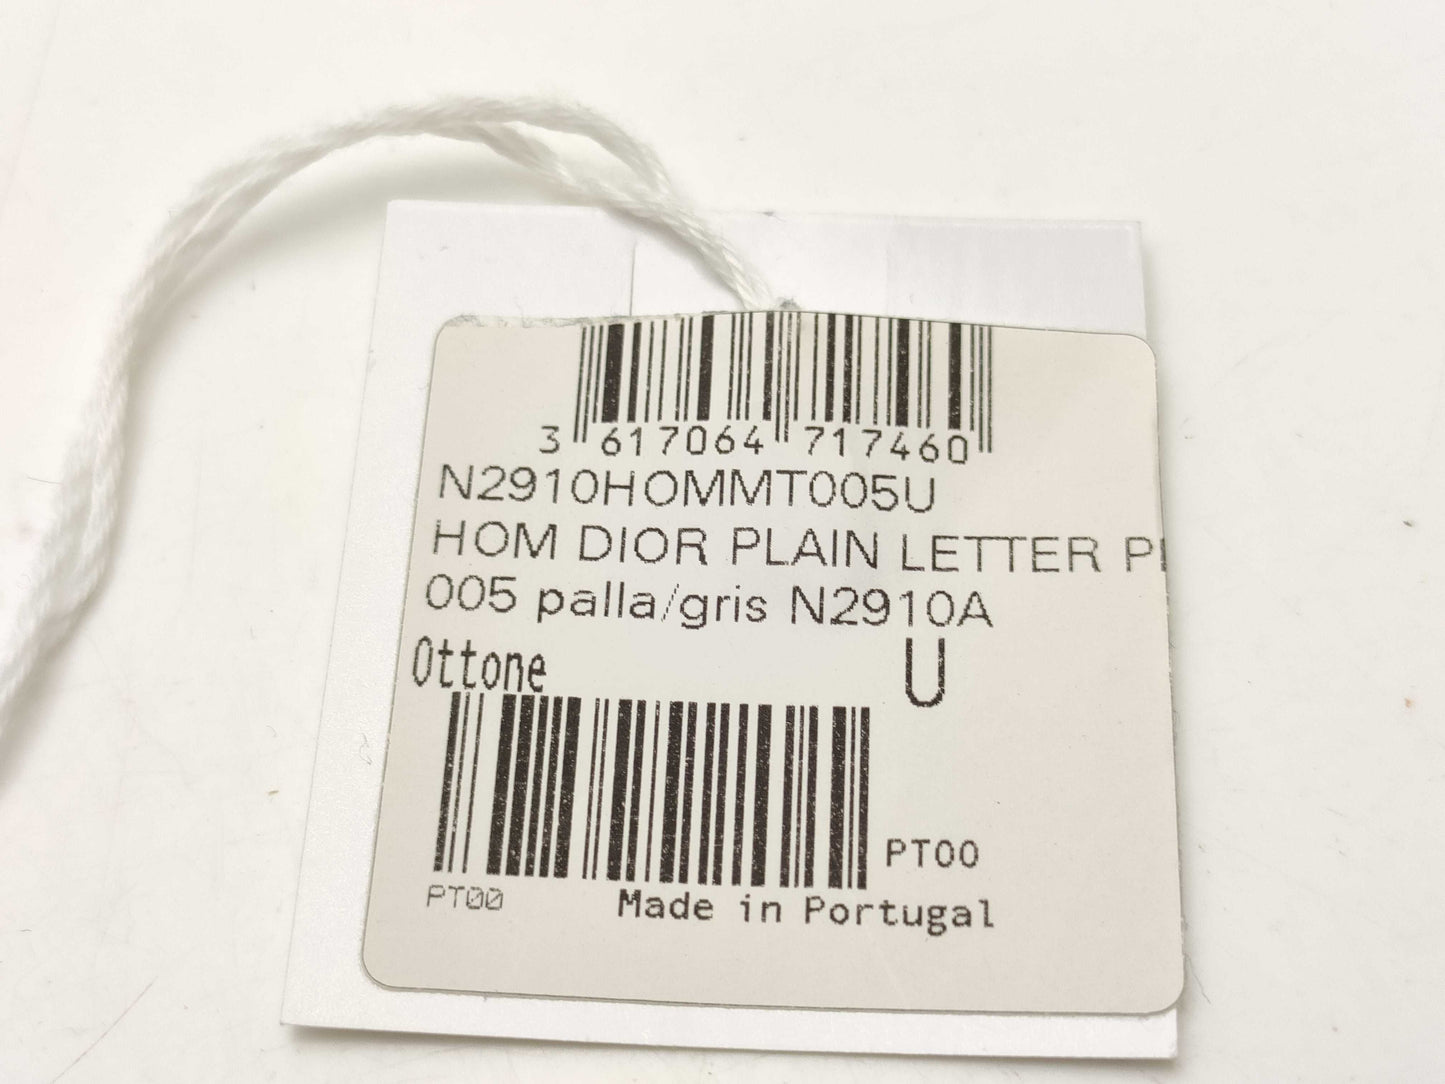 3 617064 717460
N2910HOMMT005U
HOM DIOR PLAIN LETTER
005 palla/gris N2910A
Ottone U
PT00
PT00 Made in Portugal